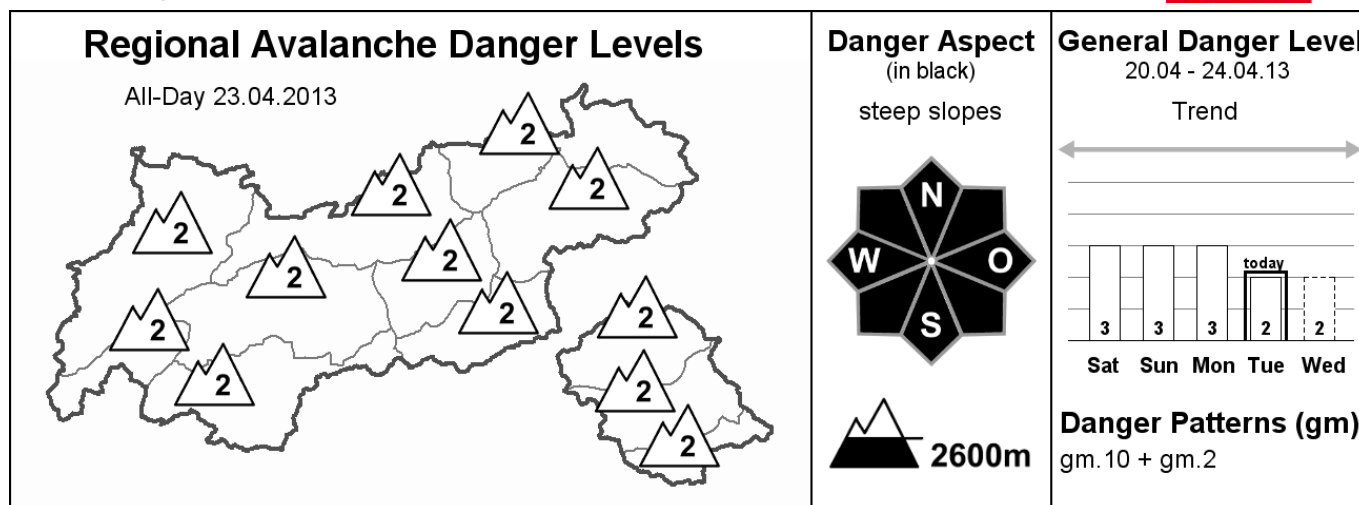 Regional Avalanche Danger Levels
All-Day 23.04.2013
2
2
2
2
2
2
2
2
2
2
2
2
Danger Aspect
(in black)
steep slopes
N
W O
S
2600m
General Danger Level
20.04 - 24.04.13
Trend
today
3 3 3 2 2
Sat Sun Mon Tue Wed
Danger Patterns (gm)
gm.10 + gm.2